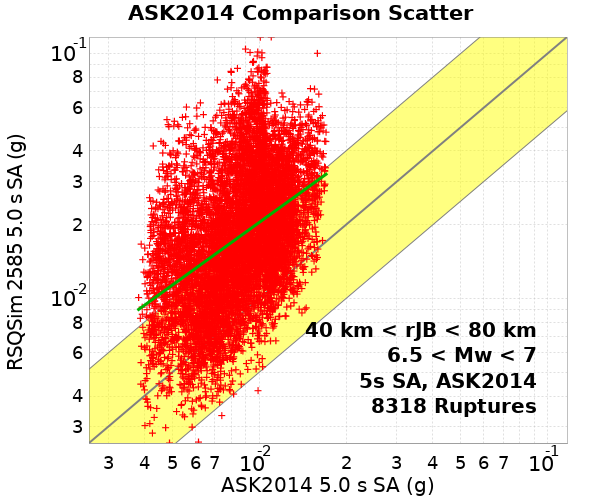 ASK2014 Comparison Scatter
RSQSim 2585 5.0 s SA (g)
10-1
8
6
4
3
2
10-2
8
6
4
3
40 km < rJB < 80 km
6.5 < Mw < 7
5s SA, ASK2014
8318 Ruptures
3 4 5 6 7 10-2 2 3 4 5 6 7 10-1
ASK2014 5.0 s SA (g)